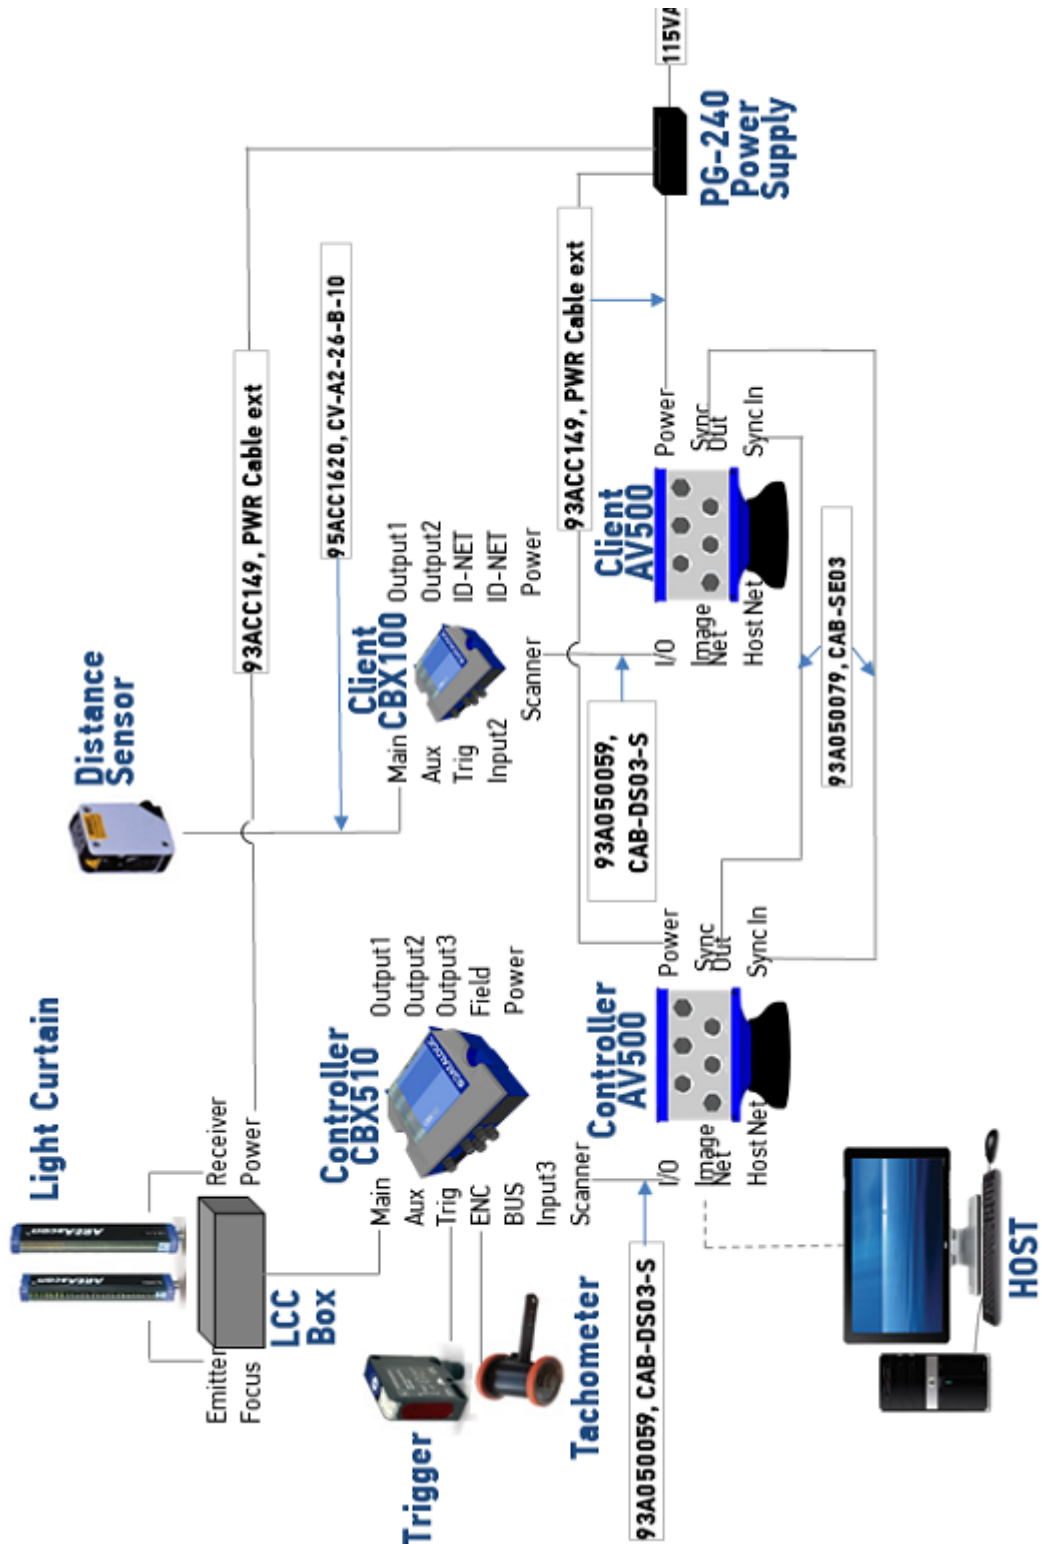 Light Curtain
Emitter
Focus
Receiver
Power
LCC
Box
Distance
Sensor
93ACC149, PWR Cable ext
95ACC1620, CV-A2-26-B-10
Trigger
Tachometer
Controller
CBX510
Main
Aux
Trig
ENC
BUS
Input3
Scanner
Output1
Output2
Output3
Field
Power
DATALOGIC
Client
CBX100
Main
Aux
Trig
Input2
Scanner
Output1
Output2
ID-NET
ID-NET
Power
93ACC149, PWR Cable ext
PG-240
Power
Supply
93A050059, CAB-DS03-S
Controller
AV500
I/O
Image
Net
Host Net
Power
Sync
Out
Sync In
93A050059,
CAB-DS03-S
Client
AV500
I/O
Image
Net
Host Net
Power
Sync
Out
Sync In
93A050079, CAB-SE03
HOST